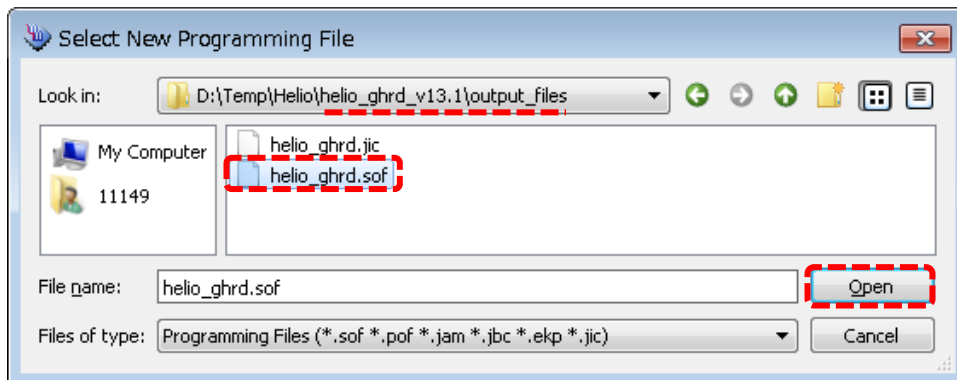 Select New Programming File
Look in: D:\Temp\Helio\helio_ghrd_v13.1\output_files
My Computer
11149
helio_ghrd.jic
helio_ghrd.sof
File name: helio_ghrd.sof Open
Files of type: Programming Files (*.sof *.pof *.jam *.jbc *.ekp *.jic) Cancel